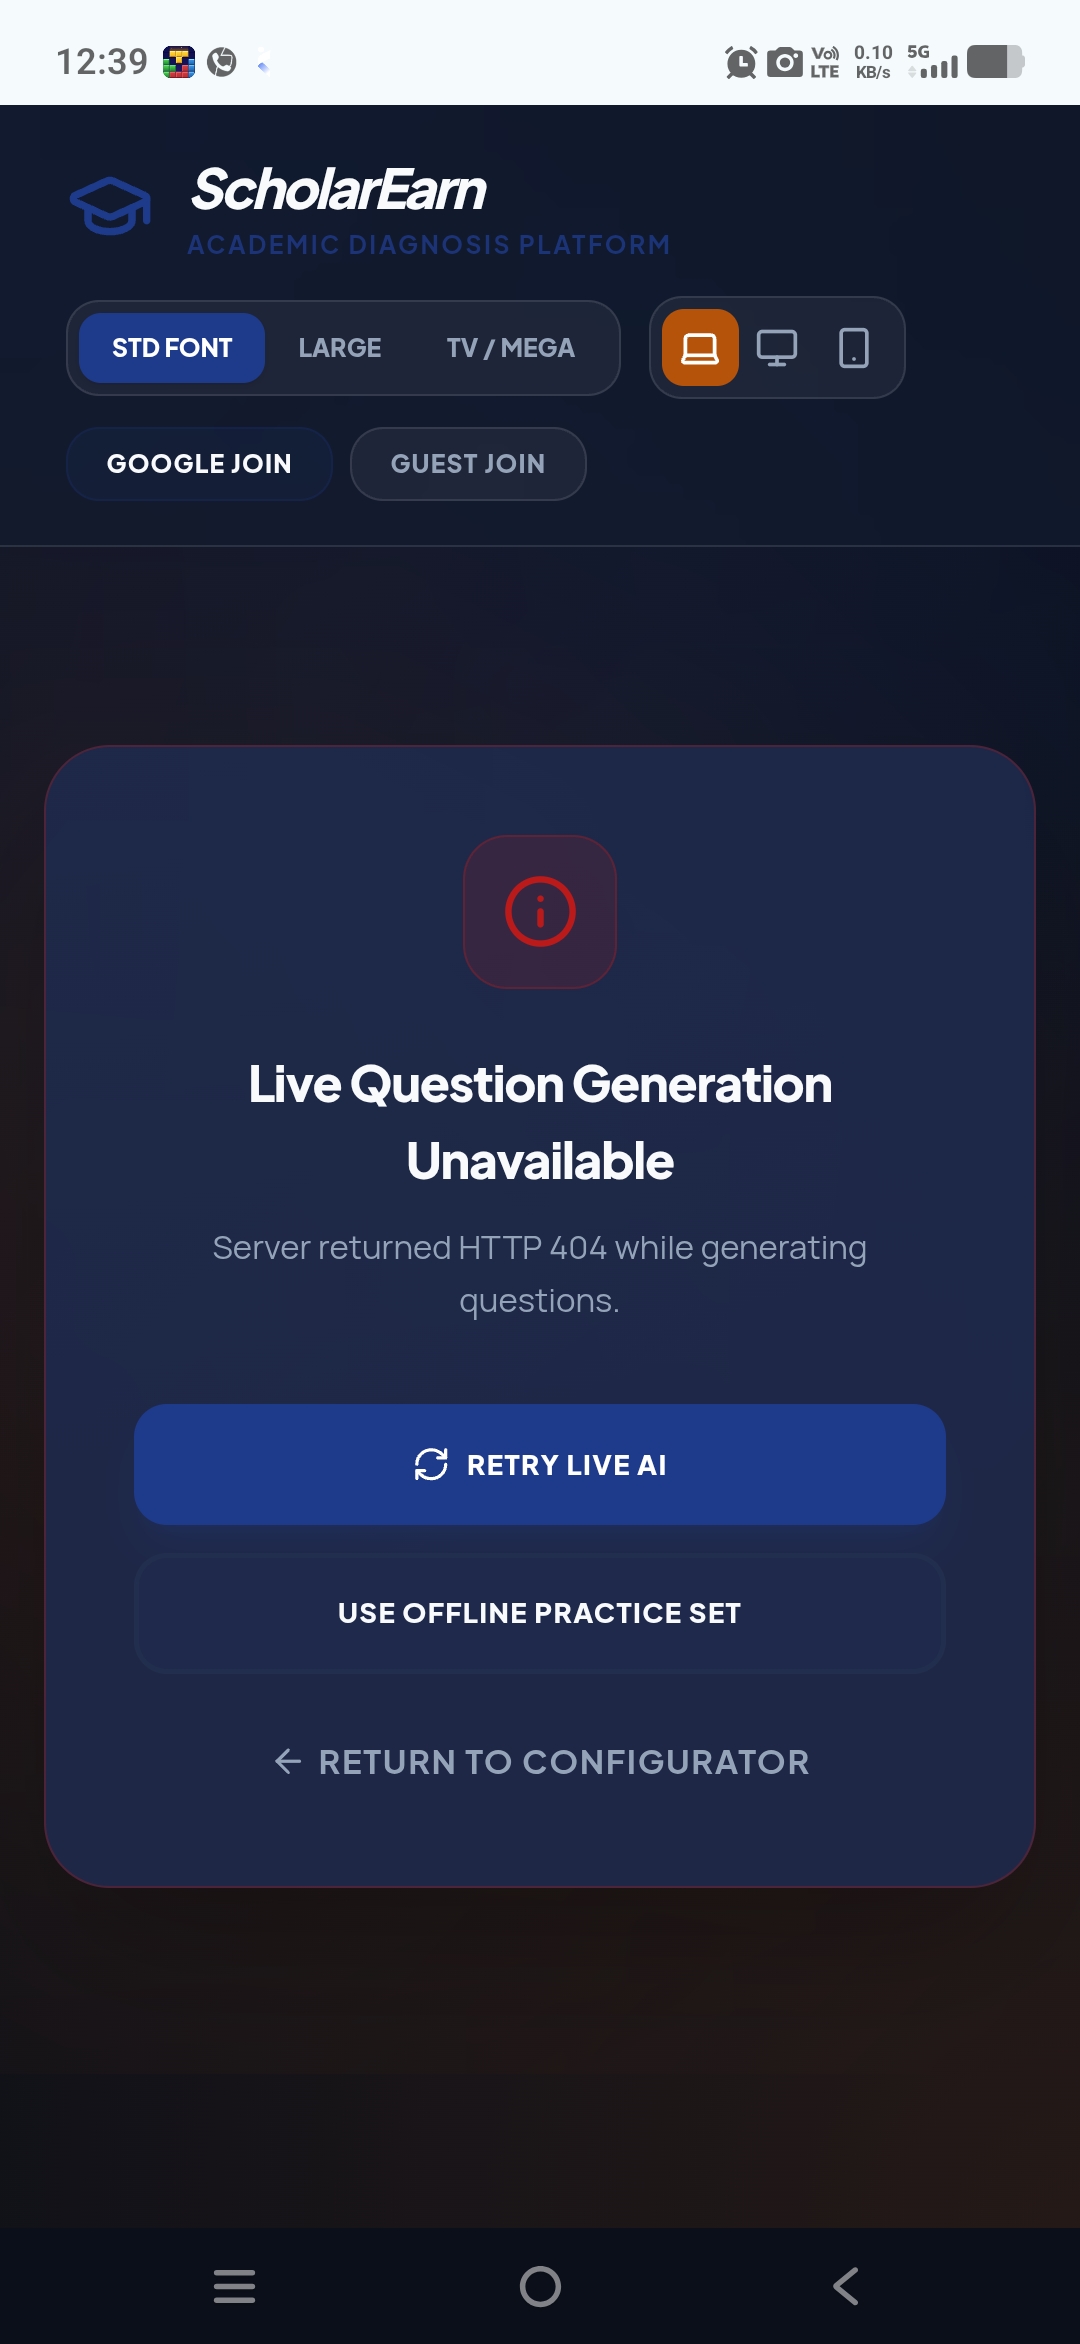 12:39
Vo)) LTE
0.10 KB/s
5G
ScholarEarn
ACADEMIC DIAGNOSIS PLATFORM
STD FONT LARGE TV / MEGA
GOOGLE JOIN GUEST JOIN
Live Question Generation
Unavailable
Server returned HTTP 404 while generating
questions.
RETRY LIVE AI
USE OFFLINE PRACTICE SET
RETURN TO CONFIGURATOR